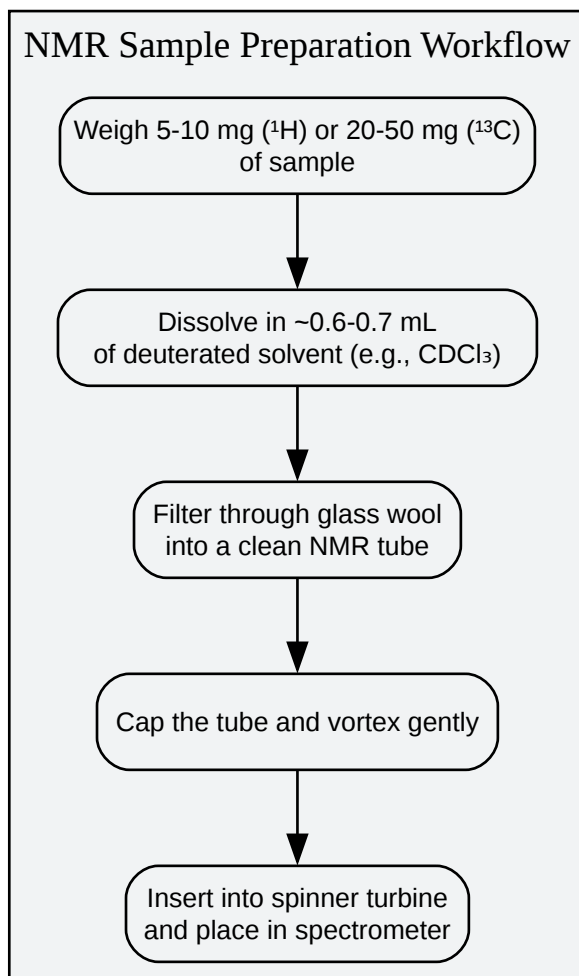 NMR Sample Preparation Workflow
Weigh 5-10 mg (¹H) or 20-50 mg (¹³C)
of sample
Dissolve in ~0.6-0.7 mL
of deuterated solvent (e.g., CDCl₃)
Filter through glass wool
into a clean NMR tube
Cap the tube and vortex gently
Insert into spinner turbine
and place in spectrometer